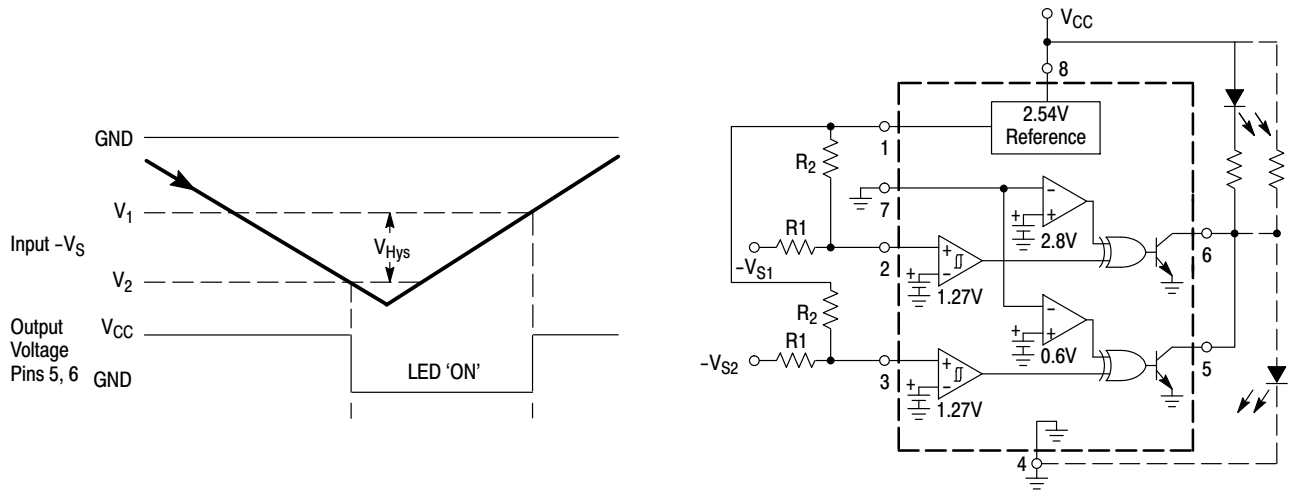 GND
V1
Input –VS
VHys
V2
Output
Voltage
Pins 5, 6
VCC
GND
LED ‘ON’
VCC
8
2.54V
Reference
1
R2
7
2.8V
6
R1
–VS1
2
1.27V
R2
0.6V
R1
–VS2
3
1.27V
5
4